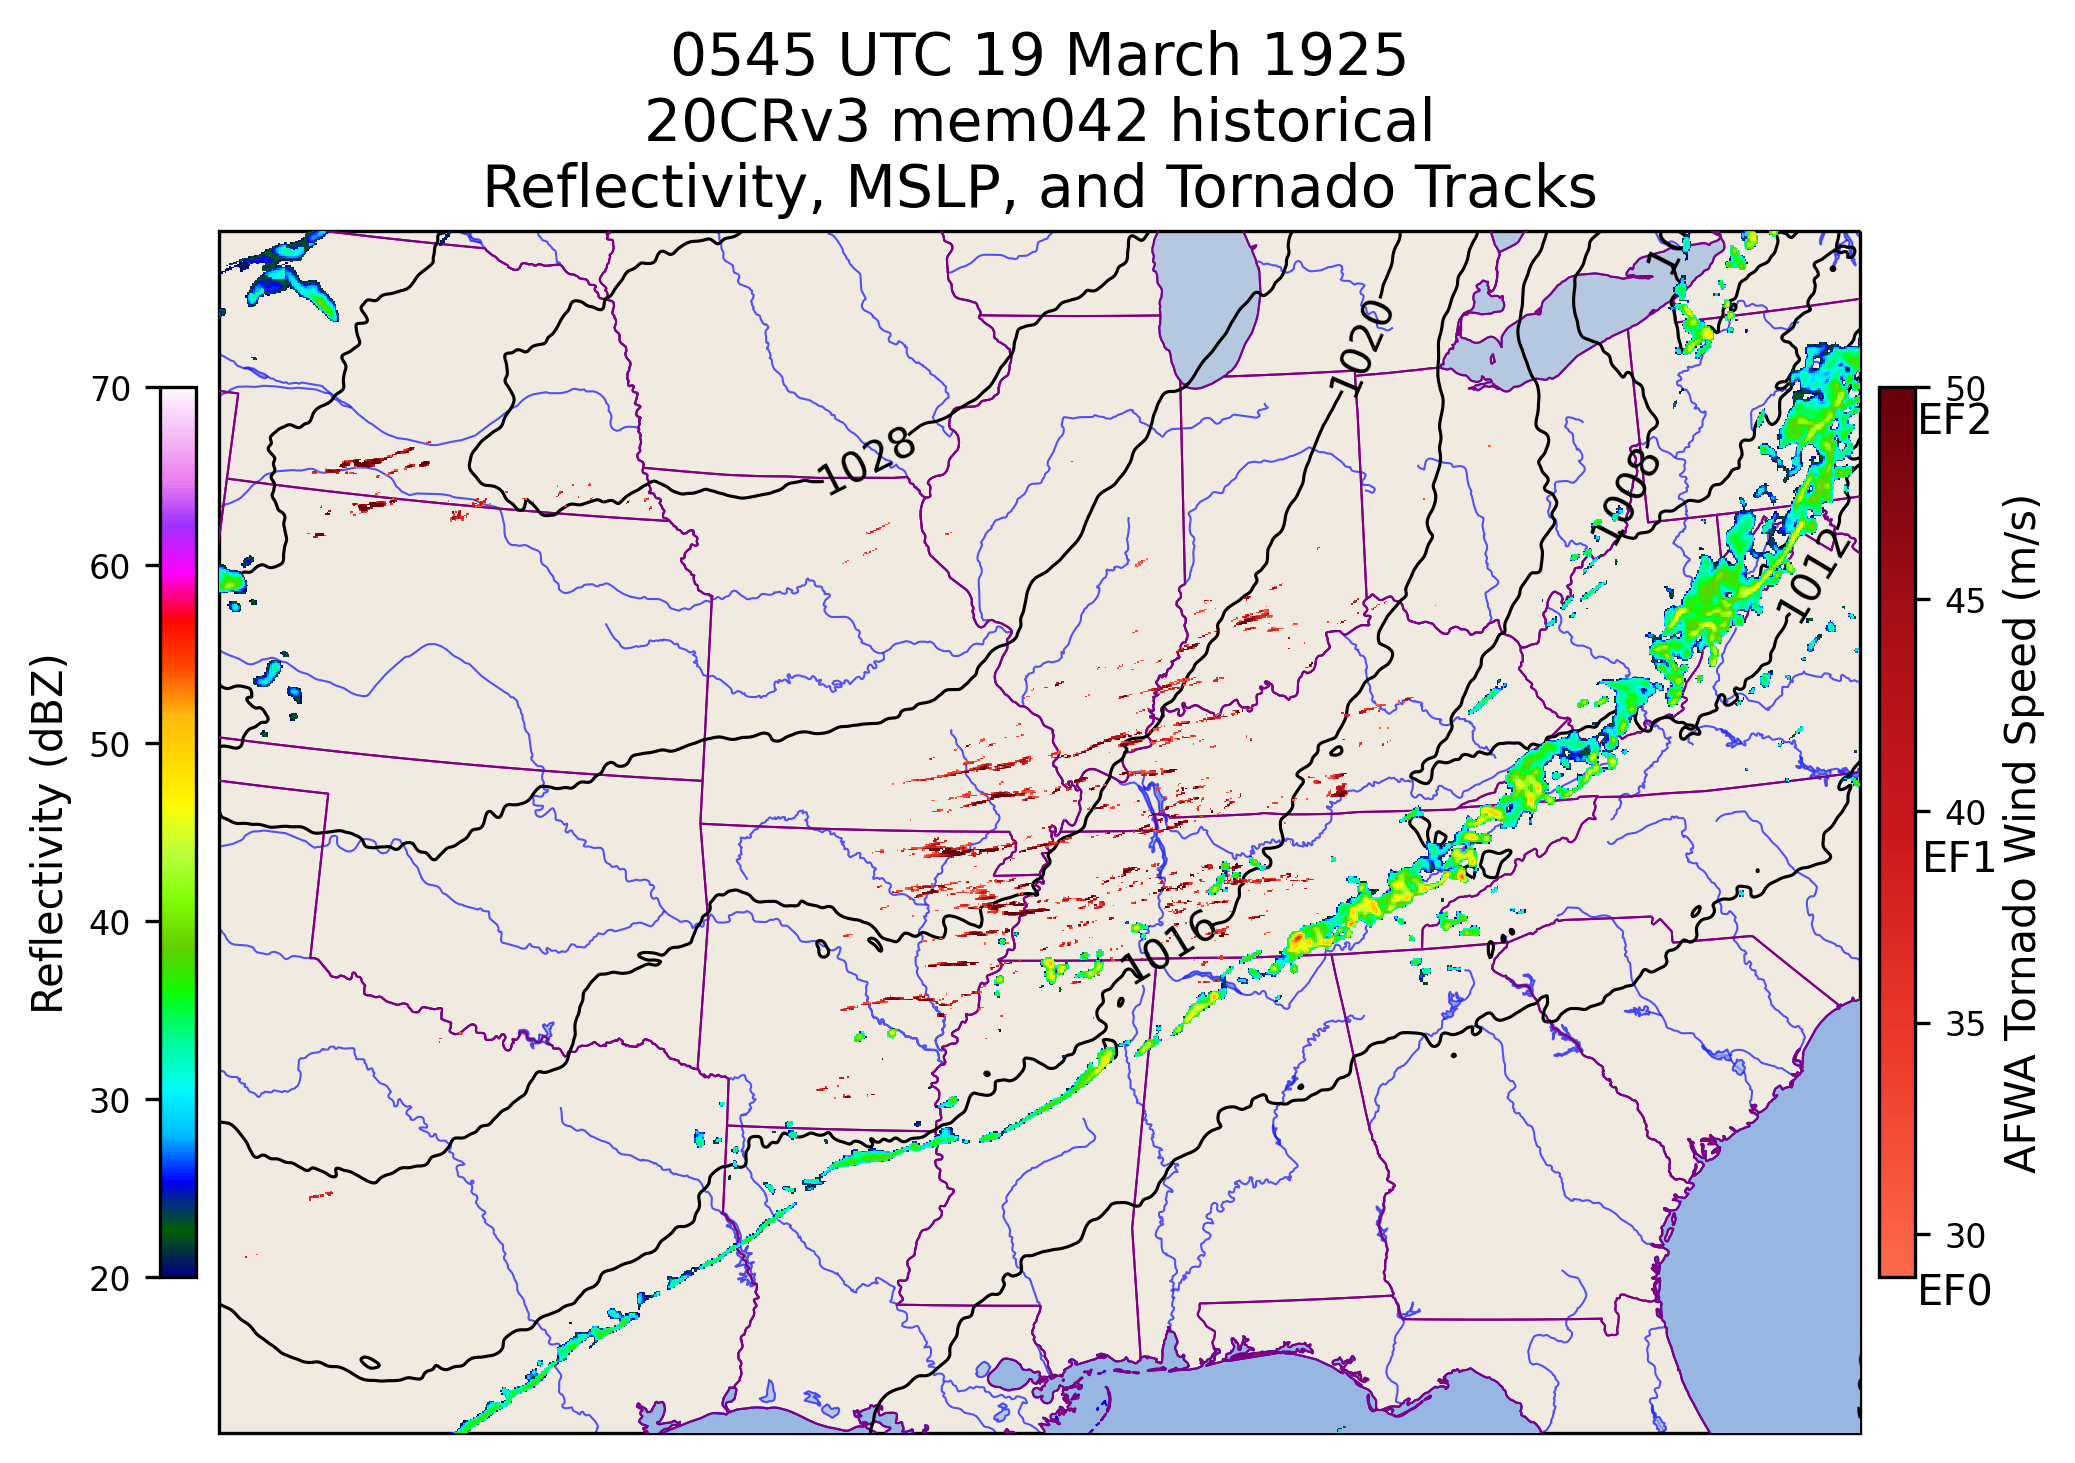 0545 UTC 19 March 1925
20CRv3 mem042 historical
Reflectivity, MSLP, and Tornado Tracks
70
60
50
40
30
20
Reflectivity (dBZ)
1028
1020
1008
1012
1016
50
EF2
45
40
EF1
35
30
EF0
AFWA Tornado Wind Speed (m/s)